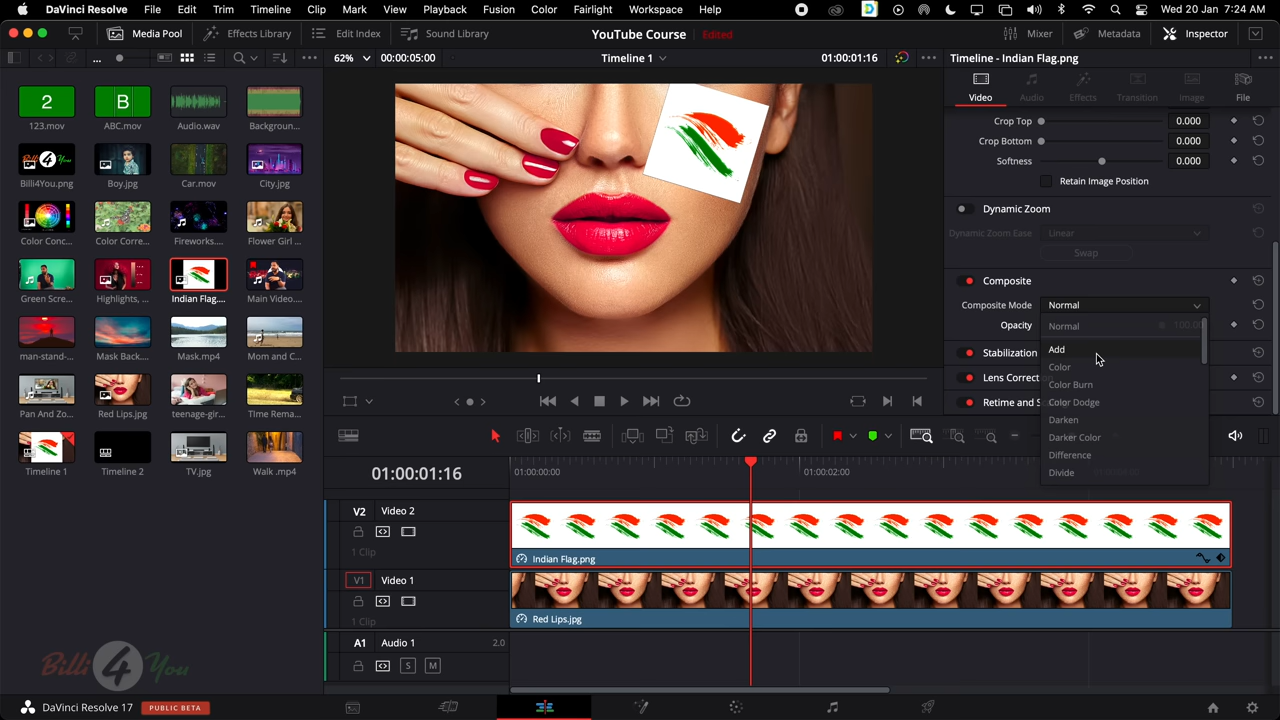 DaVinci Resolve File Edit Trim Timeline Clip Mark View Playback Fusion Color Fairlight Workspace Help Wed 20 Jan 7:24 AM
Media Pool Effects Library Edit Index Sound Library YouTube Course Edited Mixer Metadata Inspector
... 62% 00:00:05:00 Timeline 1 01:00:01:16 Timeline - Indian Flag.png
2 B
Video Audio Effects Transition Image File
123.mov ABC.mov Audio.wav Backgroun...
Crop Top 0.000
Crop Bottom 0.000
Softness 0.000
Billi 4 You
Billi4You.png Boy.jpg Car.mov City.jpg
Retain Image Position
Dynamic Zoom
Dynamic Zoom Ease Linear
Color Conc... Color Corre... Fireworks.... Flower Girl ...
Swap
Composite
Green Scre... Highlights, ... Indian Flag.... Main Video....
Composite Mode Normal
Opacity 100.00
Normal
Add
Stabilization
Color
man-stand-... Mask Back.... Mask.mp4 Mom and C...
Lens Correct
Color Burn
Retime and S
Color Dodge
Pan And Zo... Red Lips.jpg teenage-gir... TIme Rema...
Darken
Darker Color
Difference
Divide
Timeline 1 Timeline 2 TV.jpg Walk .mp4
01:00:01:16 01:00:00:00 01:00:02:00
V2 Video 2
1 Clip
Indian Flag.png
V1 Video 1
1 Clip
Red Lips.jpg
A1 Audio 1 2.0
S M
Billi 4 You
DaVinci Resolve 17 PUBLIC BETA